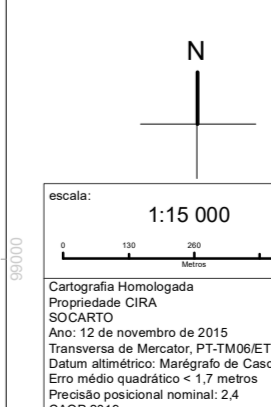 N
escala:
1:15 000
0 130 260
Metros
99000
Cartografia Homologada
Propriedade CIRA
SOCARTO
Ano: 12 de novembro de 2015
Transversa de Mercator, PT-TM06/ET
Datum altimétrico: Marégrafo de Casc
Erro médio quadrático < 1,7 metros
Precisão posicional nominal: 2,4